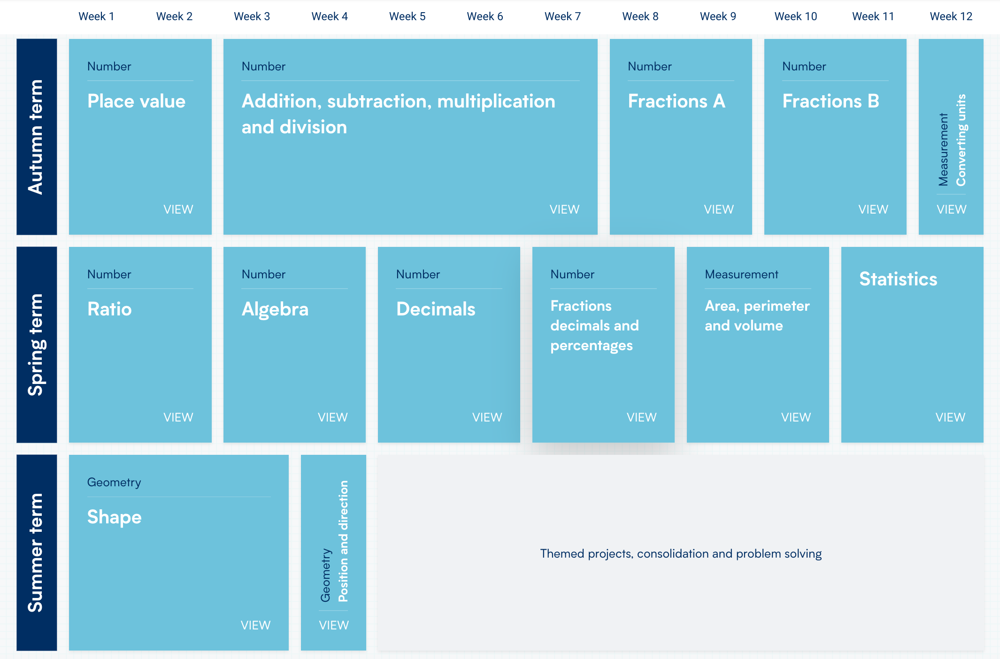 Week 1
Week 2
Week 3
Week 4
Week 5
Week 6
Week 7
Week 8
Week 9
Week 10
Week 11
Week 12
Autumn term
Number
Place value
VIEW
Number
Addition, subtraction, multiplication
and division
VIEW
Number
Fractions A
VIEW
Number
Fractions B
VIEW
Measurement
Converting units
VIEW
Spring term
Number
Ratio
VIEW
Number
Algebra
VIEW
Number
Decimals
VIEW
Number
Fractions
decimals and
percentages
VIEW
Measurement
Area, perimeter
and volume
VIEW
Statistics
VIEW
Summer term
Geometry
Shape
VIEW
Geometry
Position and direction
VIEW
Themed projects, consolidation and problem solving